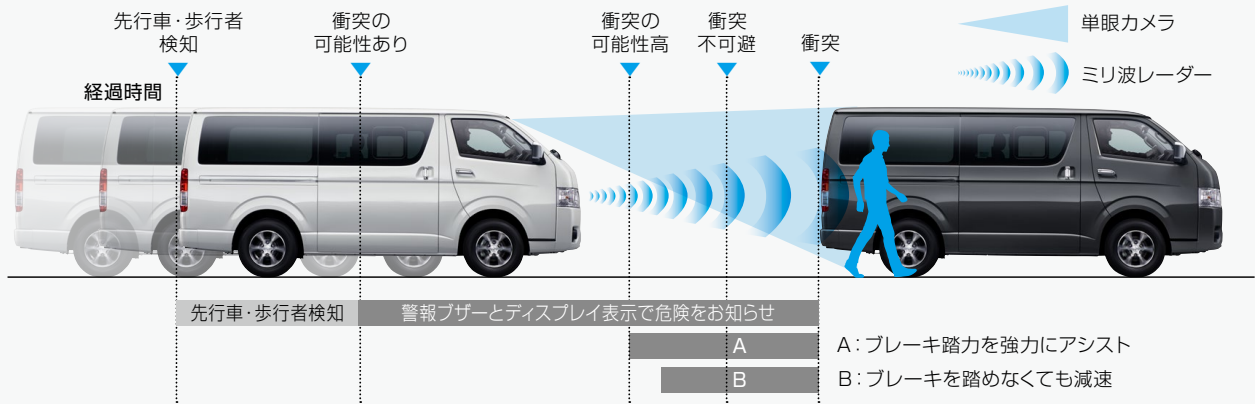 先行車・歩行者
検知
衝突の
可能性あり
衝突の
可能性高
衝突
不可避
衝突
単眼カメラ
ミリ波レーダー
経過時間
先行車・歩行者検知
警報ブザーとディスプレイ表示で危険をお知らせ
A
A：ブレーキ踏力を強力にアシスト
B
B：ブレーキを踏めなくても減速